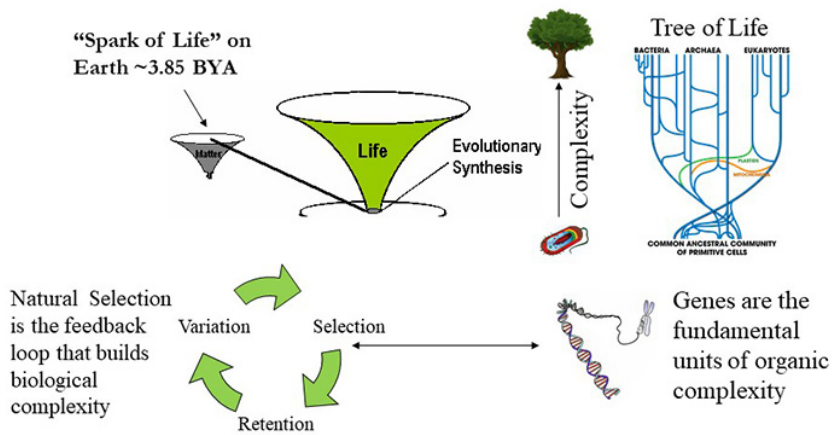 “Spark of Life” on
Earth ~3.85 BYA
Matter
Life
Evolutionary
Synthesis
Complexity
Tree of Life
BACTERIA ARCHAEA EUKARYOTES
PLASTIDS
MITOCHONDRIA
COMMON ANCESTRAL COMMUNITY
OF PRIMITIVE CELLS
Natural Selection
is the feedback
loop that builds
biological
complexity
Variation
Selection
Retention
Genes are the
fundamental
units of organic
complexity